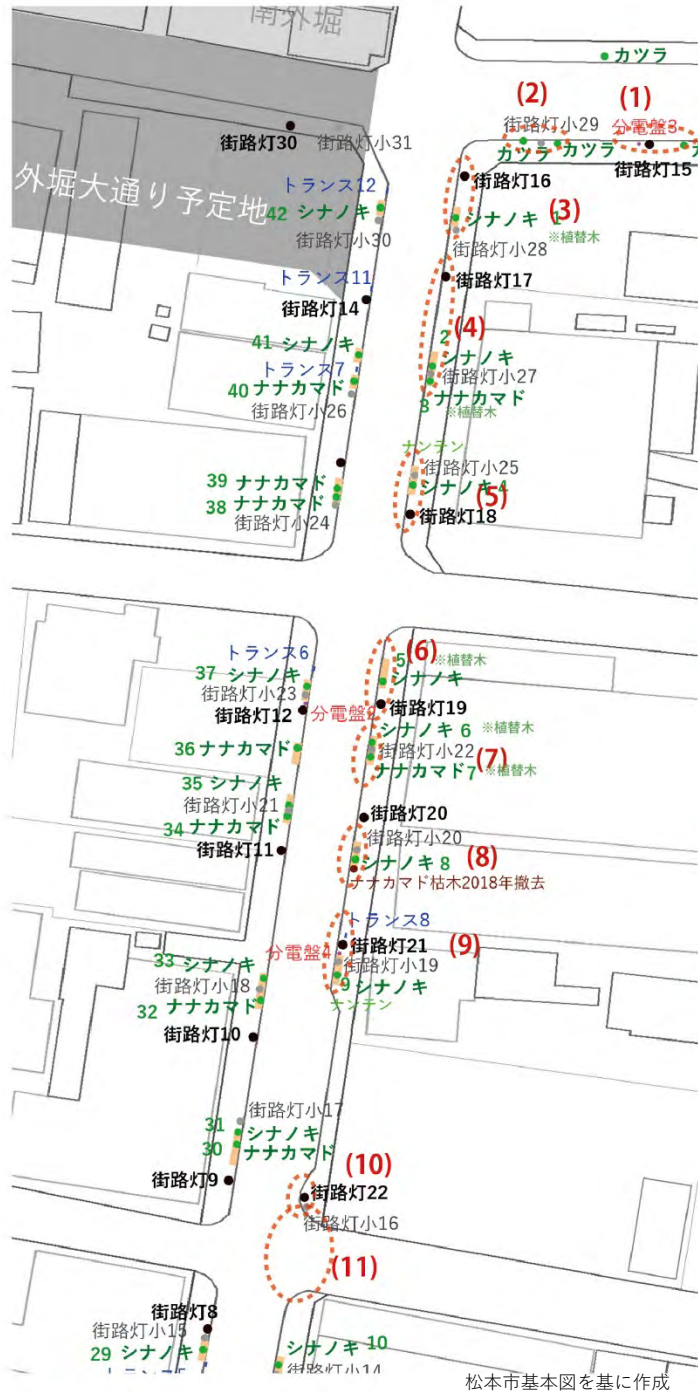 南外堀
カツラ
(2)
(1)
街路灯小29
分電盤3
カツラ
カツラ
街路灯15
街路灯30
街路灯小31
外堀大通り予定地
トランス12
42 シナノキ
街路灯小30
街路灯16
シナノキ 1
(3)
※植替木
街路灯小28
トランス11
街路灯14
街路灯17
41 シナノキ
トランス7
40 ナナカマド
街路灯小26
2
(4)
シナノキ
街路灯小27
ナナカマド
3
※植替木
39 ナナカマド
38 ナナカマド
街路灯小24
ナンテン
街路灯小25
シナノキ 4
(5)
街路灯18
トランス6
37 シナノキ
街路灯小23
街路灯12
分電盤2
5
(6)
※植替木
シナノキ
街路灯19
36 ナナカマド
シナノキ 6
※植替木
街路灯小22
(7)
ナナカマド7
※植替木
35 シナノキ
街路灯小21
34 ナナカマド
街路灯11
街路灯20
街路灯小20
シナノキ 8
(8)
ナナカマド枯木2018年撤去
トランス8
分電盤4
街路灯21
(9)
33 シナノキ
街路灯小18
32 ナナカマド
街路灯10
街路灯小19
9 シナノキ
ナンテン
街路灯小17
31 シナノキ
30 ナナカマド
街路灯9
(10)
街路灯22
街路灯小16
(11)
街路灯8
街路灯小15
29 シナノキ
シナノキ 10
街路灯小14
松本市基本図を基に作成